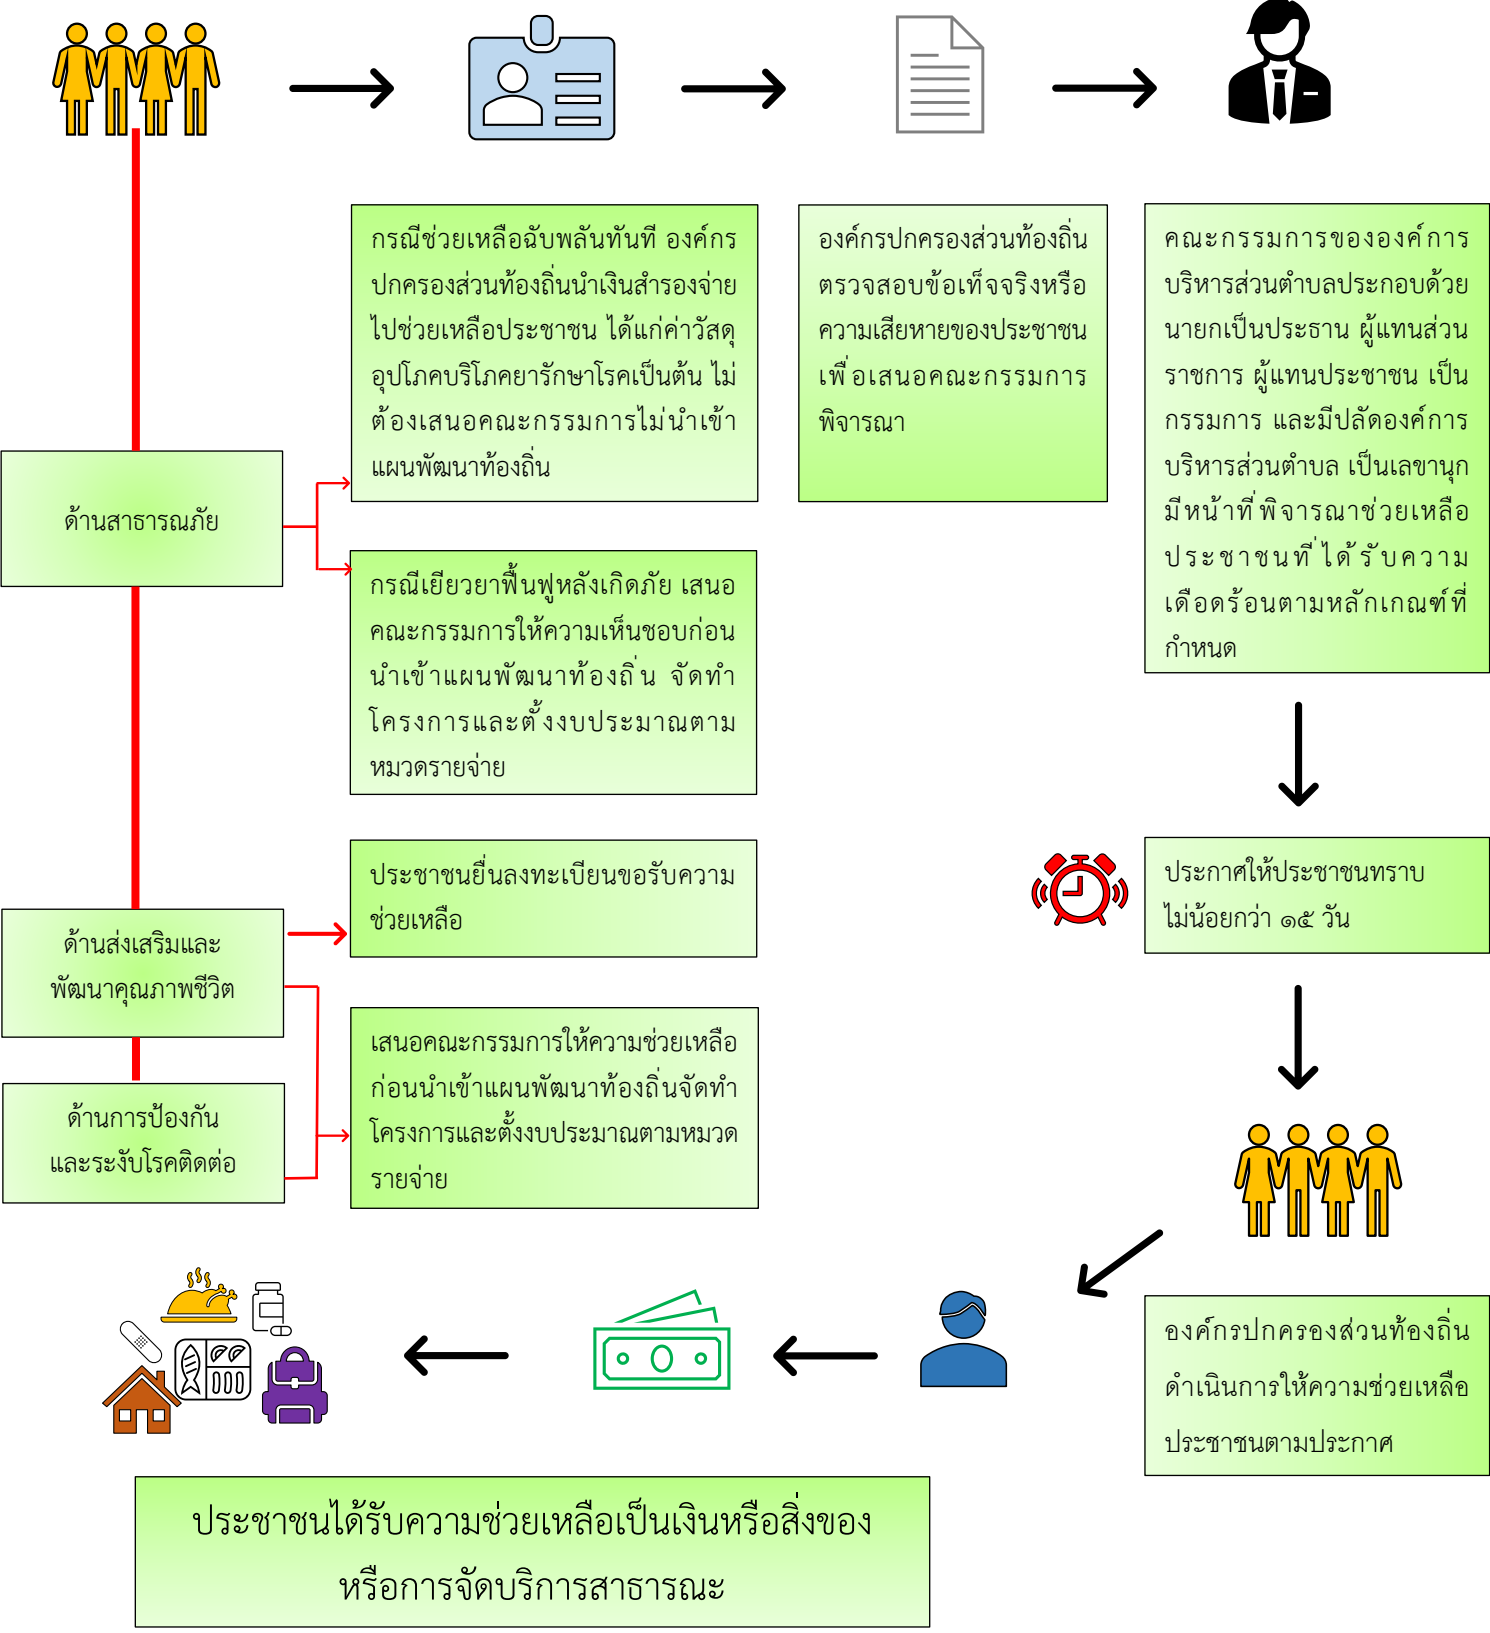 กรณีช่วยเหลือฉับพลันทันที องค์กร
ปกครองส่วนท้องถิ่นนำเงินสำรองจ่าย
ไปช่วยเหลือประชาชน ได้แก่ค่าวัสดุ
อุปโภคบริโภคยารักษาโรคเป็นต้น ไม่
ต้องเสนอคณะกรรมการไม่นำเข้า
แผนพัฒนาท้องถิ่น
องค์กรปกครองส่วนท้องถิ่น
ตรวจสอบข้อเท็จจริงหรือ
ความเสียหายของประชาชน
เพื่อเสนอคณะกรรมการ
พิจารณา
คณะกรรมการขององค์การ
บริหารส่วนตำบลประกอบด้วย
นายกเป็นประธาน ผู้แทนส่วน
ราชการ ผู้แทนประชาชน เป็น
กรรมการ และมีปลัดองค์การ
บริหารส่วนตำบล เป็นเลขานุก
มีหน้าที่พิจารณาช่วยเหลือ
ประชาชนที่ได้รับความ
เดือดร้อนตามหลักเกณฑ์ที่
กำหนด
ด้านสาธารณภัย
กรณีเยียวยาฟื้นฟูหลังเกิดภัย เสนอ
คณะกรรมการให้ความเห็นชอบก่อน
นำเข้าแผนพัฒนาท้องถิ่น จัดทำ
โครงการและตั้งงบประมาณตาม
หมวดรายจ่าย
ประชาชนยื่นลงทะเบียนขอรับความ
ช่วยเหลือ
ประกาศให้ประชาชนทราบ
ไม่น้อยกว่า ๑๕ วัน
ด้านส่งเสริมและ
พัฒนาคุณภาพชีวิต
เสนอคณะกรรมการให้ความช่วยเหลือ
ก่อนนำเข้าแผนพัฒนาท้องถิ่นจัดทำ
โครงการและตั้งงบประมาณตามหมวด
รายจ่าย
ด้านการป้องกัน
และระงับโรคติดต่อ
องค์กรปกครองส่วนท้องถิ่น
ดำเนินการให้ความช่วยเหลือ
ประชาชนตามประกาศ
ประชาชนได้รับความช่วยเหลือเป็นเงินหรือสิ่งของ
หรือการจัดบริการสาธารณะ